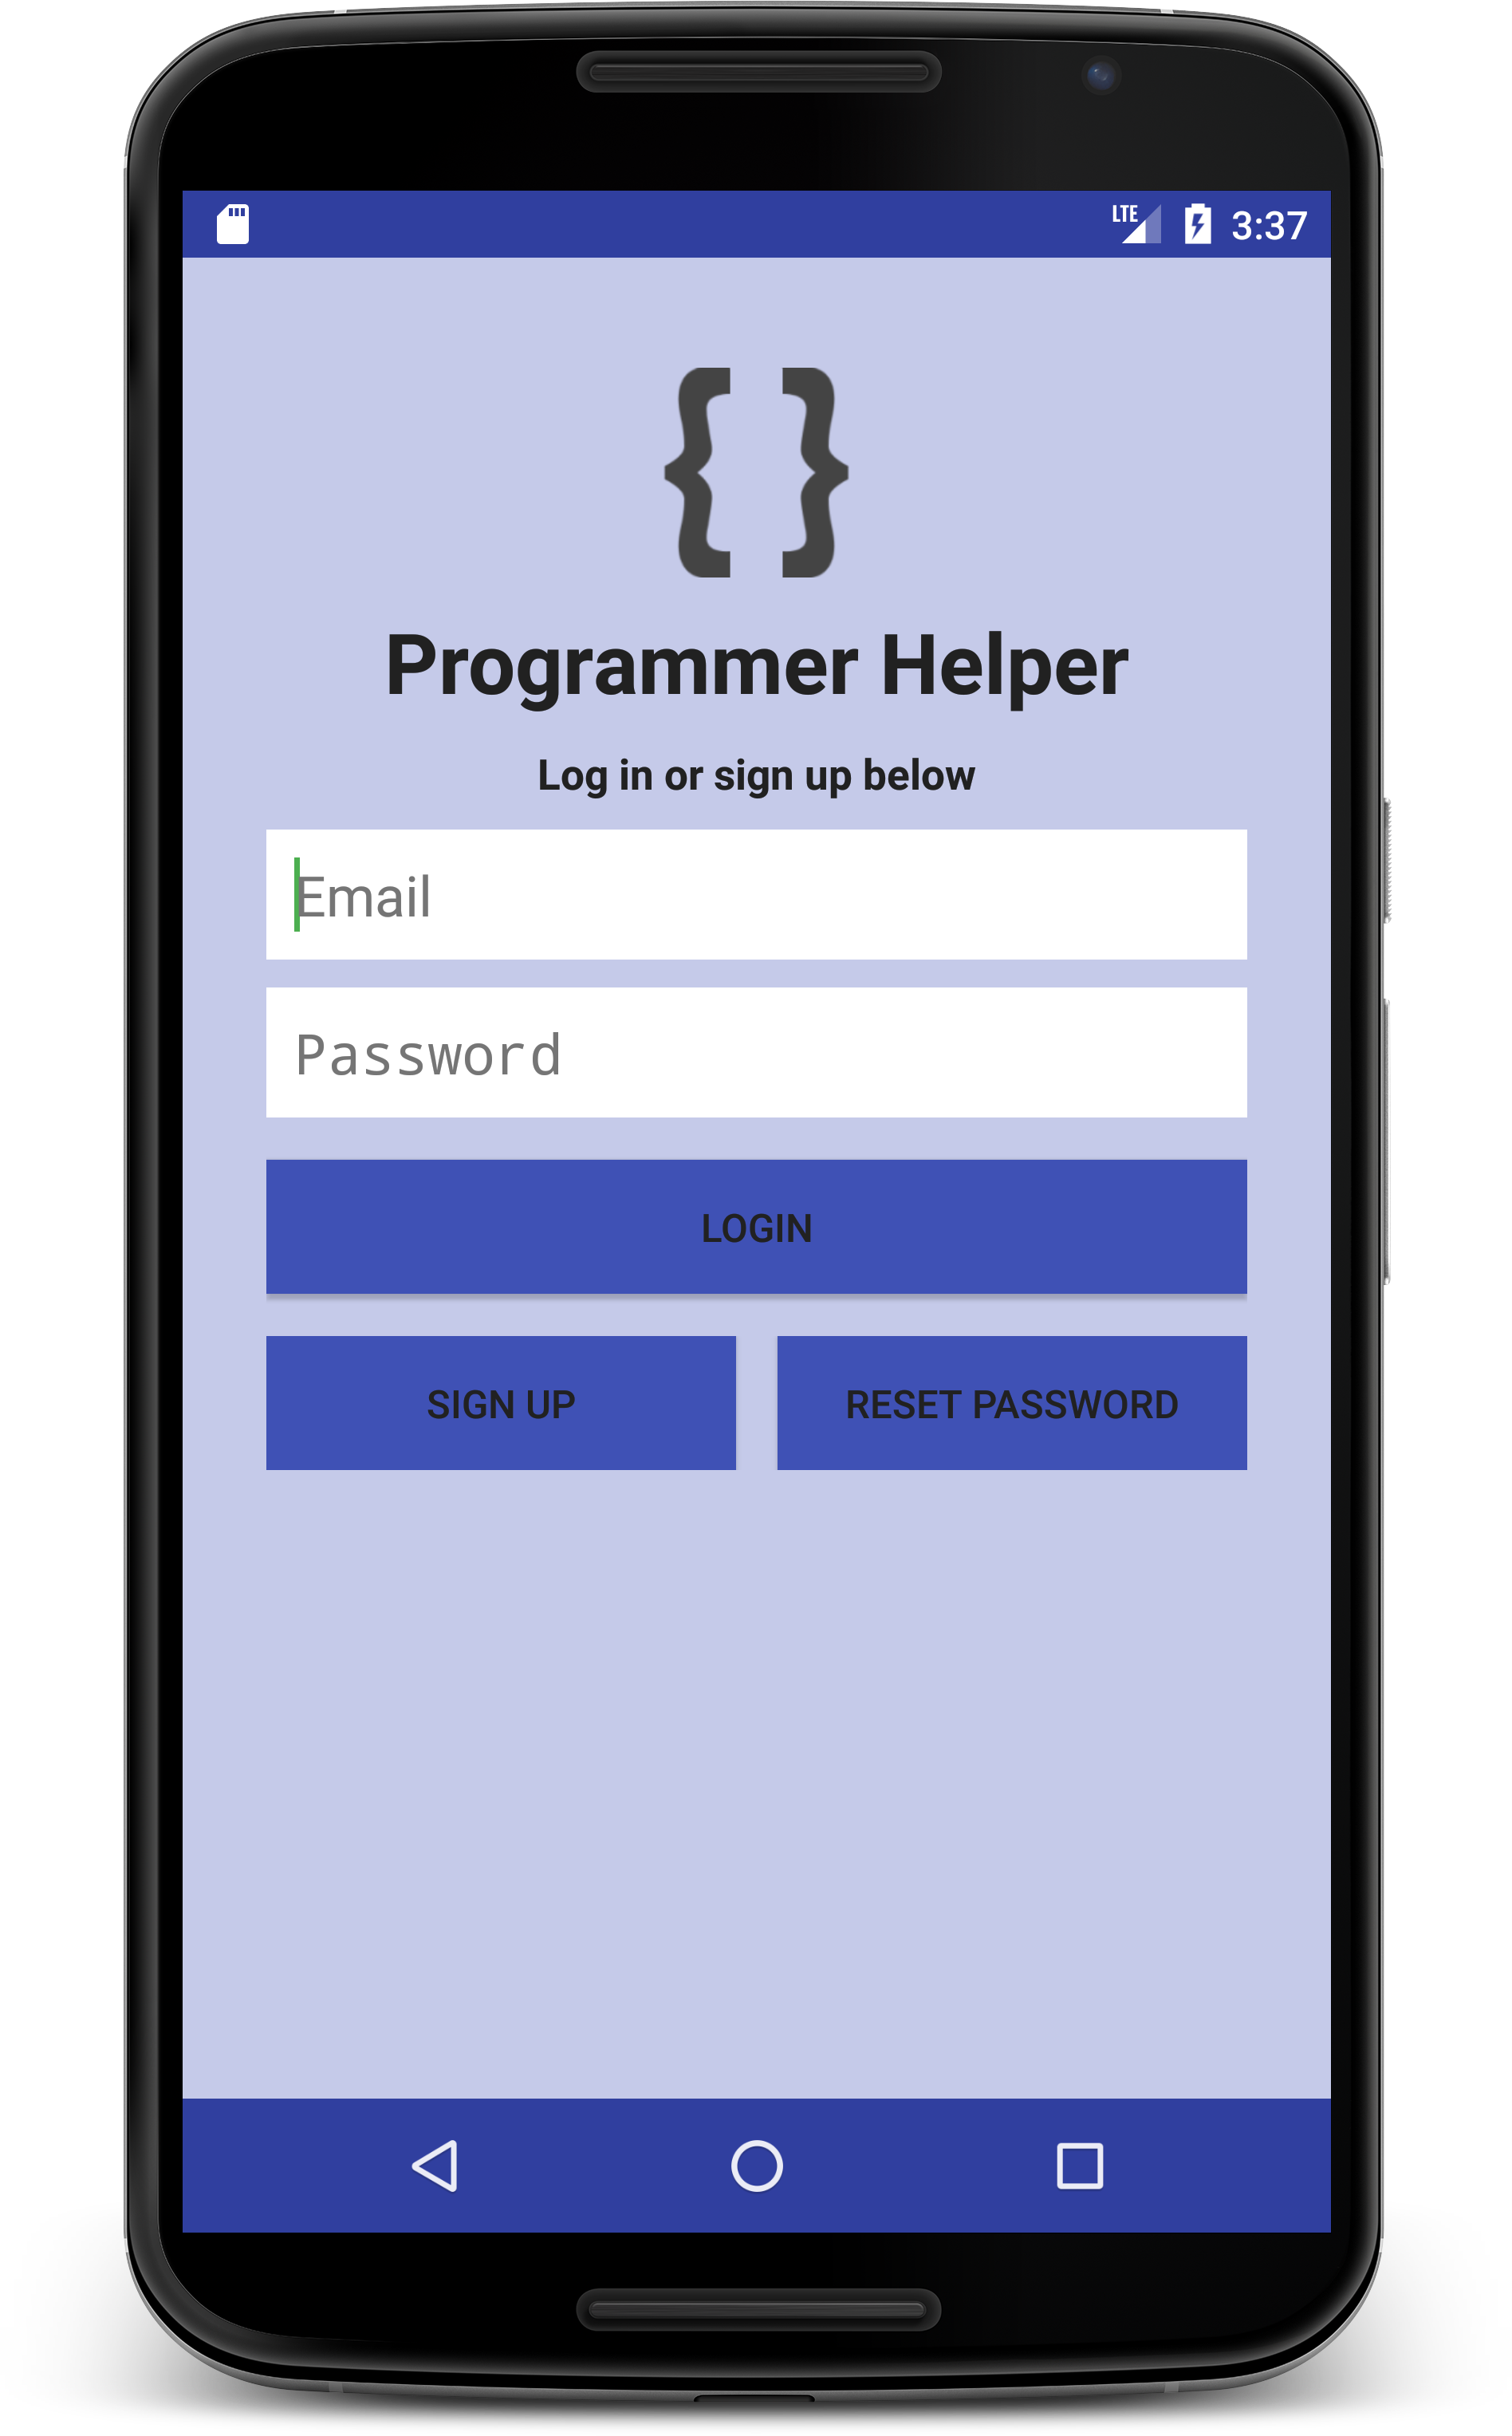 LTE 3:37
{ }
Programmer Helper
Log in or sign up below
Email
Password
LOGIN
SIGN UP RESET PASSWORD